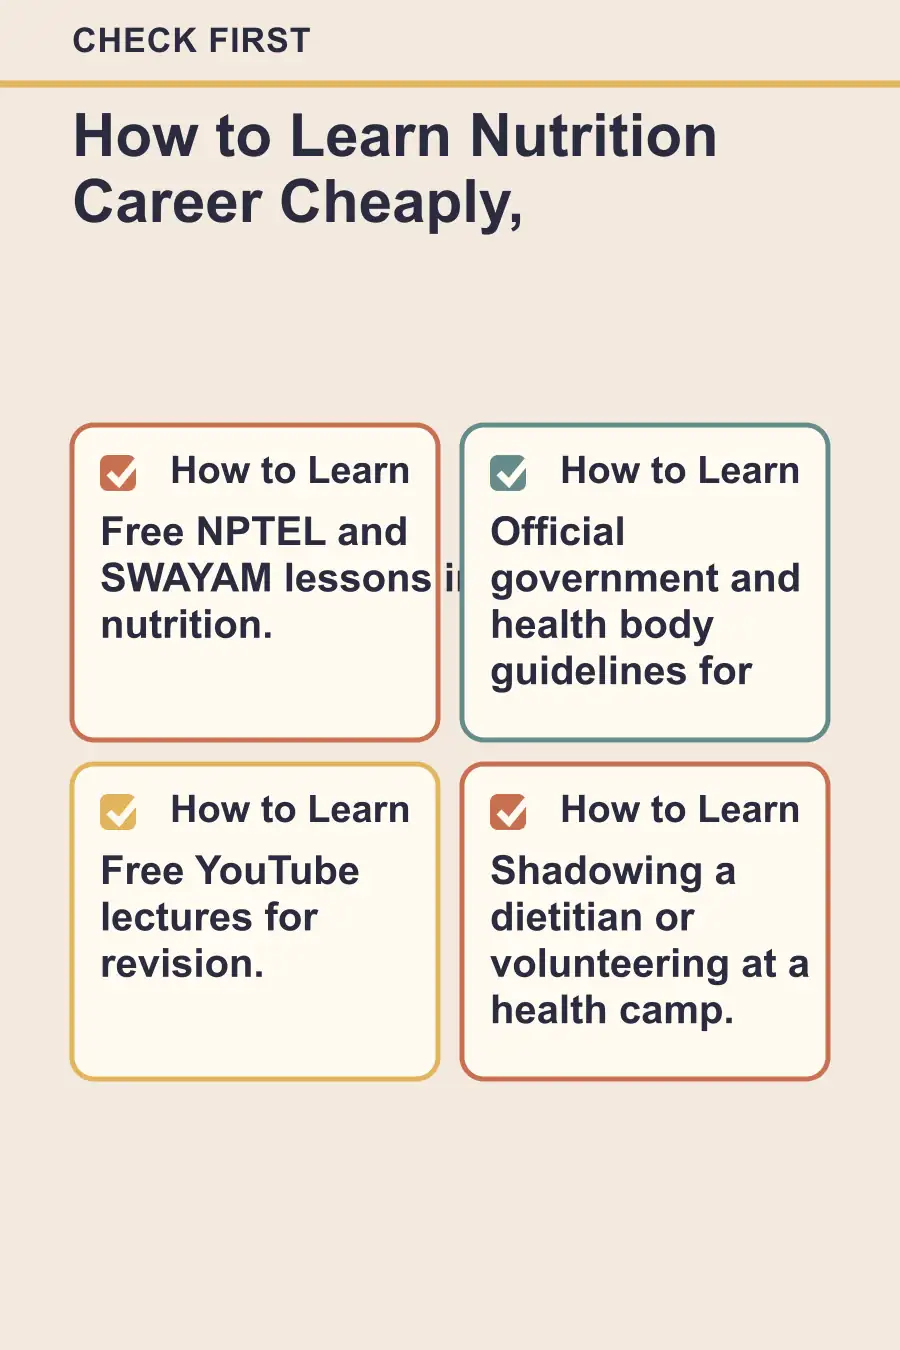 CHECK FIRST
How to Learn Nutrition
Career Cheaply,
How to Learn
Free NPTEL and
SWAYAM lessons
nutrition.
How to Learn
Official
government and
health body
guidelines for
How to Learn
Free YouTube
lectures for
revision.
How to Learn
Shadowing a
dietitian or
volunteering at a
health camp.